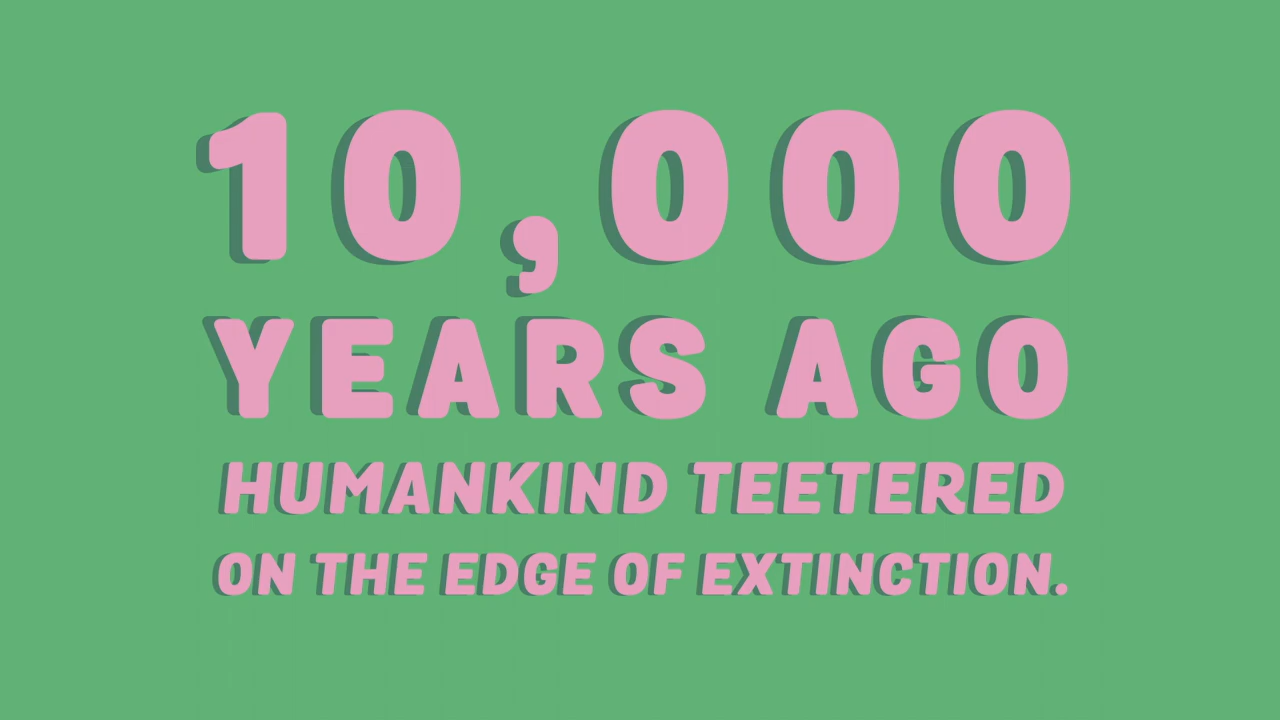 10,000
YEARS AGO
HUMANKIND TEETERED
ON THE EDGE OF EXTINCTION.